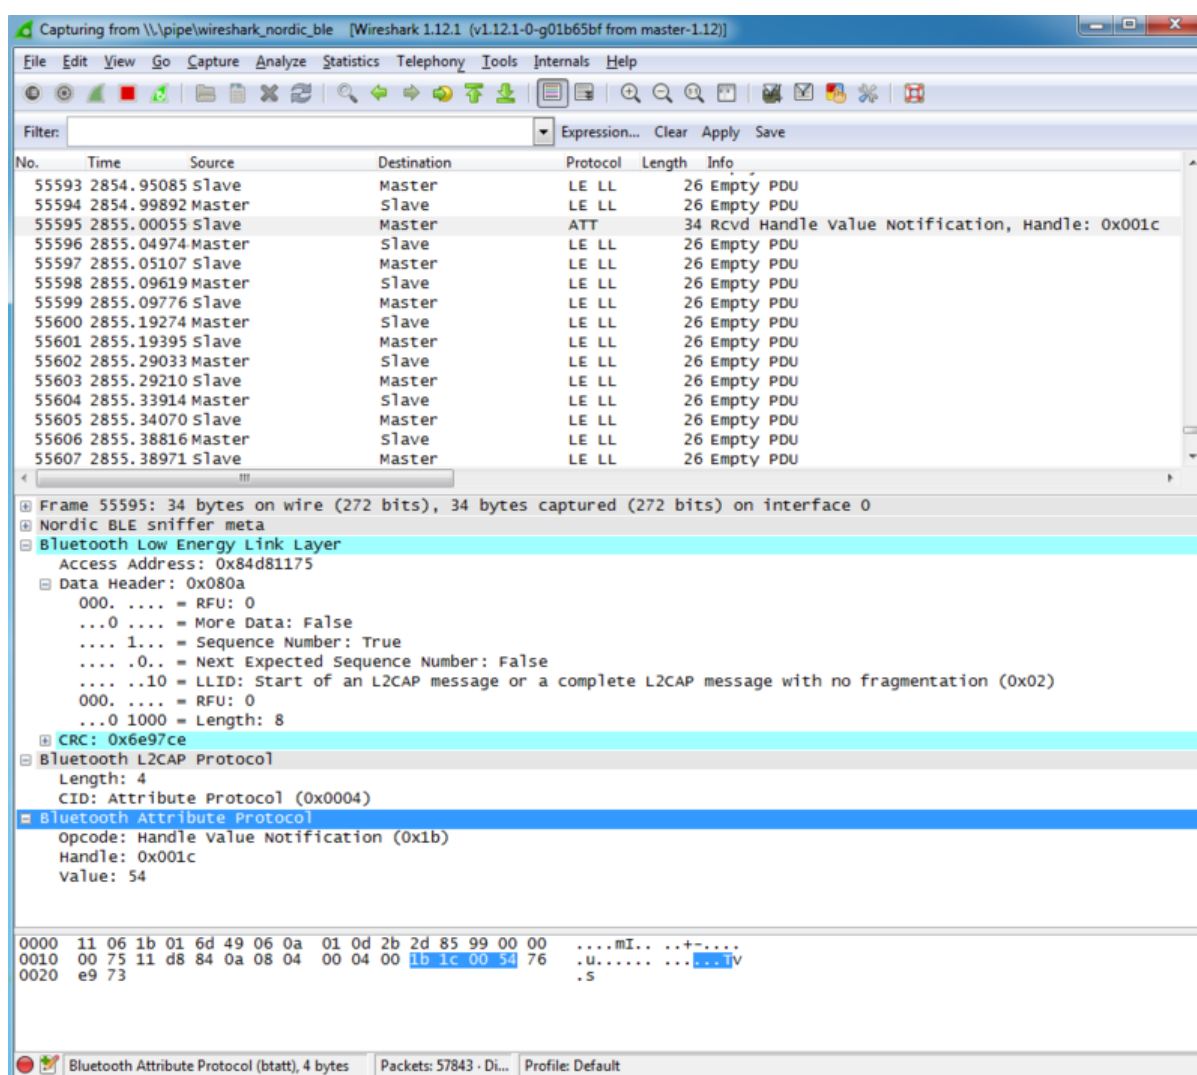 Capturing from \\.\pipe\wireshark_nordic_ble [Wireshark 1.12.1 (v1.12.1-0-g01b65bf from master-1.12)]
File Edit View Go Capture Analyze Statistics Telephony Tools Internals Help
Filter: Expression... Clear Apply Save
No. Time Source Destination Protocol Length Info
55593 2854.95085 Slave Master LE LL 26 Empty PDU
55594 2854.99892 Master Slave LE LL 26 Empty PDU
55595 2855.00055 Slave Master ATT 34 Rcvd Handle Value Notification, Handle: 0x001c
55596 2855.04974 Master Slave LE LL 26 Empty PDU
55597 2855.05107 Slave Master LE LL 26 Empty PDU
55598 2855.09619 Master Slave LE LL 26 Empty PDU
55599 2855.09776 Slave Master LE LL 26 Empty PDU
55600 2855.19274 Master Slave LE LL 26 Empty PDU
55601 2855.19395 Slave Master LE LL 26 Empty PDU
55602 2855.29033 Master Slave LE LL 26 Empty PDU
55603 2855.29210 Slave Master LE LL 26 Empty PDU
55604 2855.33914 Master Slave LE LL 26 Empty PDU
55605 2855.34070 Slave Master LE LL 26 Empty PDU
55606 2855.38816 Master Slave LE LL 26 Empty PDU
55607 2855.38971 Slave Master LE LL 26 Empty PDU
Frame 55595: 34 bytes on wire (272 bits), 34 bytes captured (272 bits) on interface 0
Nordic BLE sniffer meta
Bluetooth Low Energy Link Layer
Access Address: 0x84d81175
Data Header: 0x080a
000. .... = RFU: 0
...0 .... = More Data: False
.... 1... = Sequence Number: True
.... .0.. = Next Expected Sequence Number: False
.... ..10 = LLID: Start of an L2CAP message or a complete L2CAP message with no fragmentation (0x02)
000. .... = RFU: 0
...0 1000 = Length: 8
CRC: 0x6e97ce
Bluetooth L2CAP Protocol
Length: 4
CID: Attribute Protocol (0x0004)
Bluetooth Attribute Protocol
Opcode: Handle Value Notification (0x1b)
Handle: 0x001c
Value: 54
0000 11 06 1b 01 6d 49 06 0a 01 0d 2b 2d 85 99 00 00 ....mI.. ..+-....
0010 00 75 11 d8 84 0a 08 04 00 04 00 1b 1c 00 54 76 .u...... ......Tv
0020 e9 73 .s
Bluetooth Attribute Protocol (btatt), 4 bytes Packets: 57843 · Di... Profile: Default